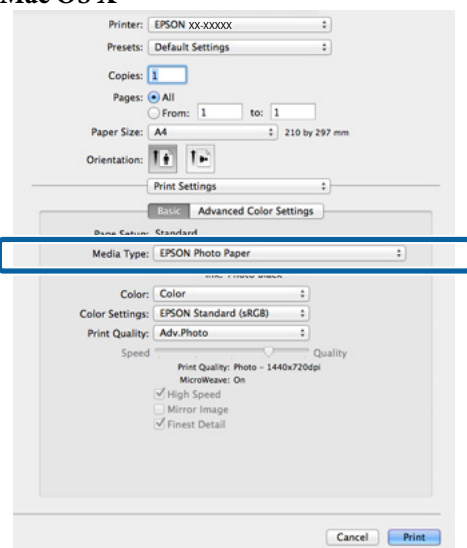 Mac OS X
Printer: EPSON XX-XXXXX
Presets: Default Settings
Copies: 1
Pages: All
From: 1 to: 1
Paper Size: A4 210 by 297 mm
Orientation:
Print Settings
Basic Advanced Color Settings
Page Setup: Standard
Media Type: EPSON Photo Paper
Ink: Photo Black
Color: Color
Color Settings: EPSON Standard (sRGB)
Print Quality: Adv.Photo
Speed Quality
Print Quality: Photo - 1440x720dpi
MicroWeave: On
High Speed
Mirror Image
Finest Detail
Cancel Print